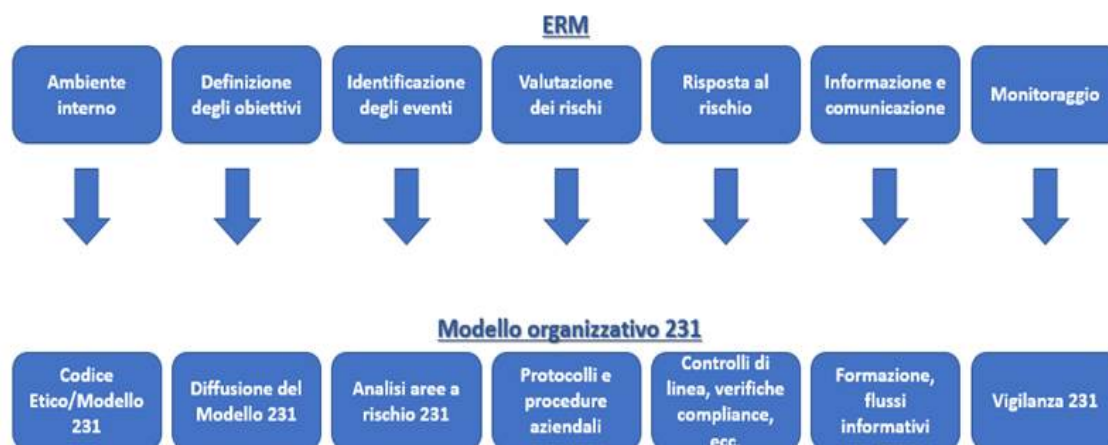 ERM
Ambiente
interno
Definizione
degli obiettivi
Identificazione
degli eventi
Valutazione
dei rischi
Risposta al
rischio
Informazione e
comunicazione
Monitoraggio
Modello organizzativo 231
Codice
Etico/Modello
231
Diffusione del
Modello 231
Analisi aree a
rischio 231
Protocolli e
procedure
aziendali
Controlli di
linea, verifiche
compliance,
ecc
Formazione,
flussi
informativi
Vigilanza 231